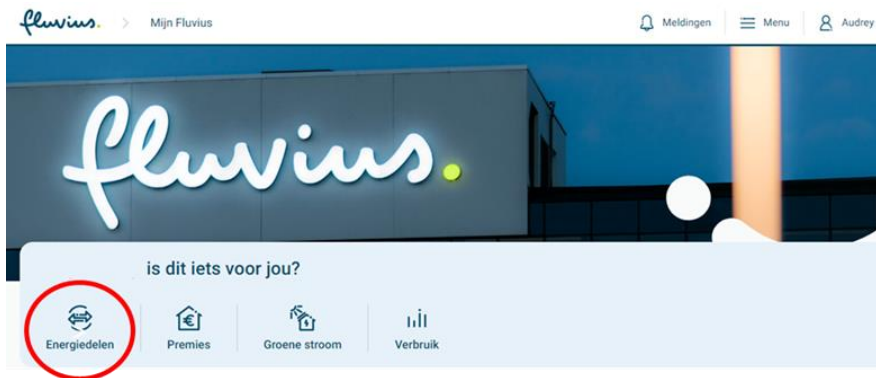 fluvius. > Mijn Fluvius Meldingen Menu Audrey
fluvius.
is dit iets voor jou?
Energiedelen Premies Groene stroom Verbruik